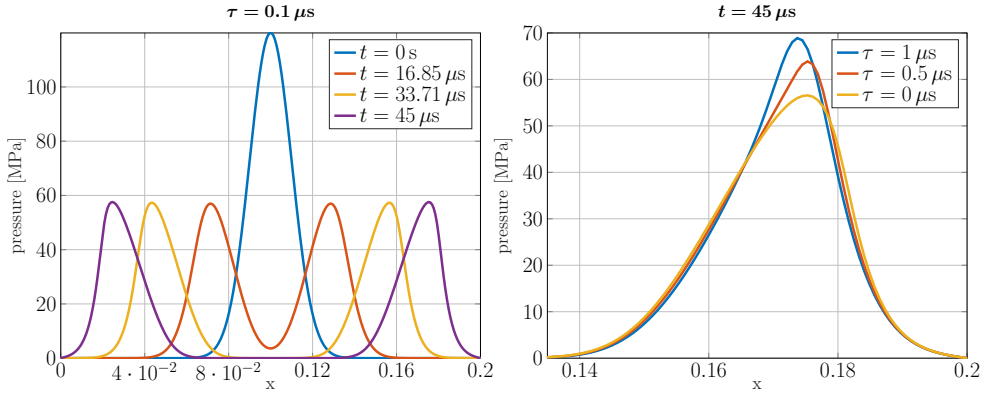 τ = 0.1 μs
pressure [MPa]
0
20
40
60
80
100
t = 0 s
t = 16.85 μs
t = 33.71 μs
t = 45 μs
0 4 · 10⁻² 8 · 10⁻² 0.12 0.16 0.2
x
t = 45 μs
pressure [MPa]
70
60
50
40
30
20
10
0
τ = 1 μs
τ = 0.5 μs
τ = 0 μs
0.14 0.16 0.18 0.2
x